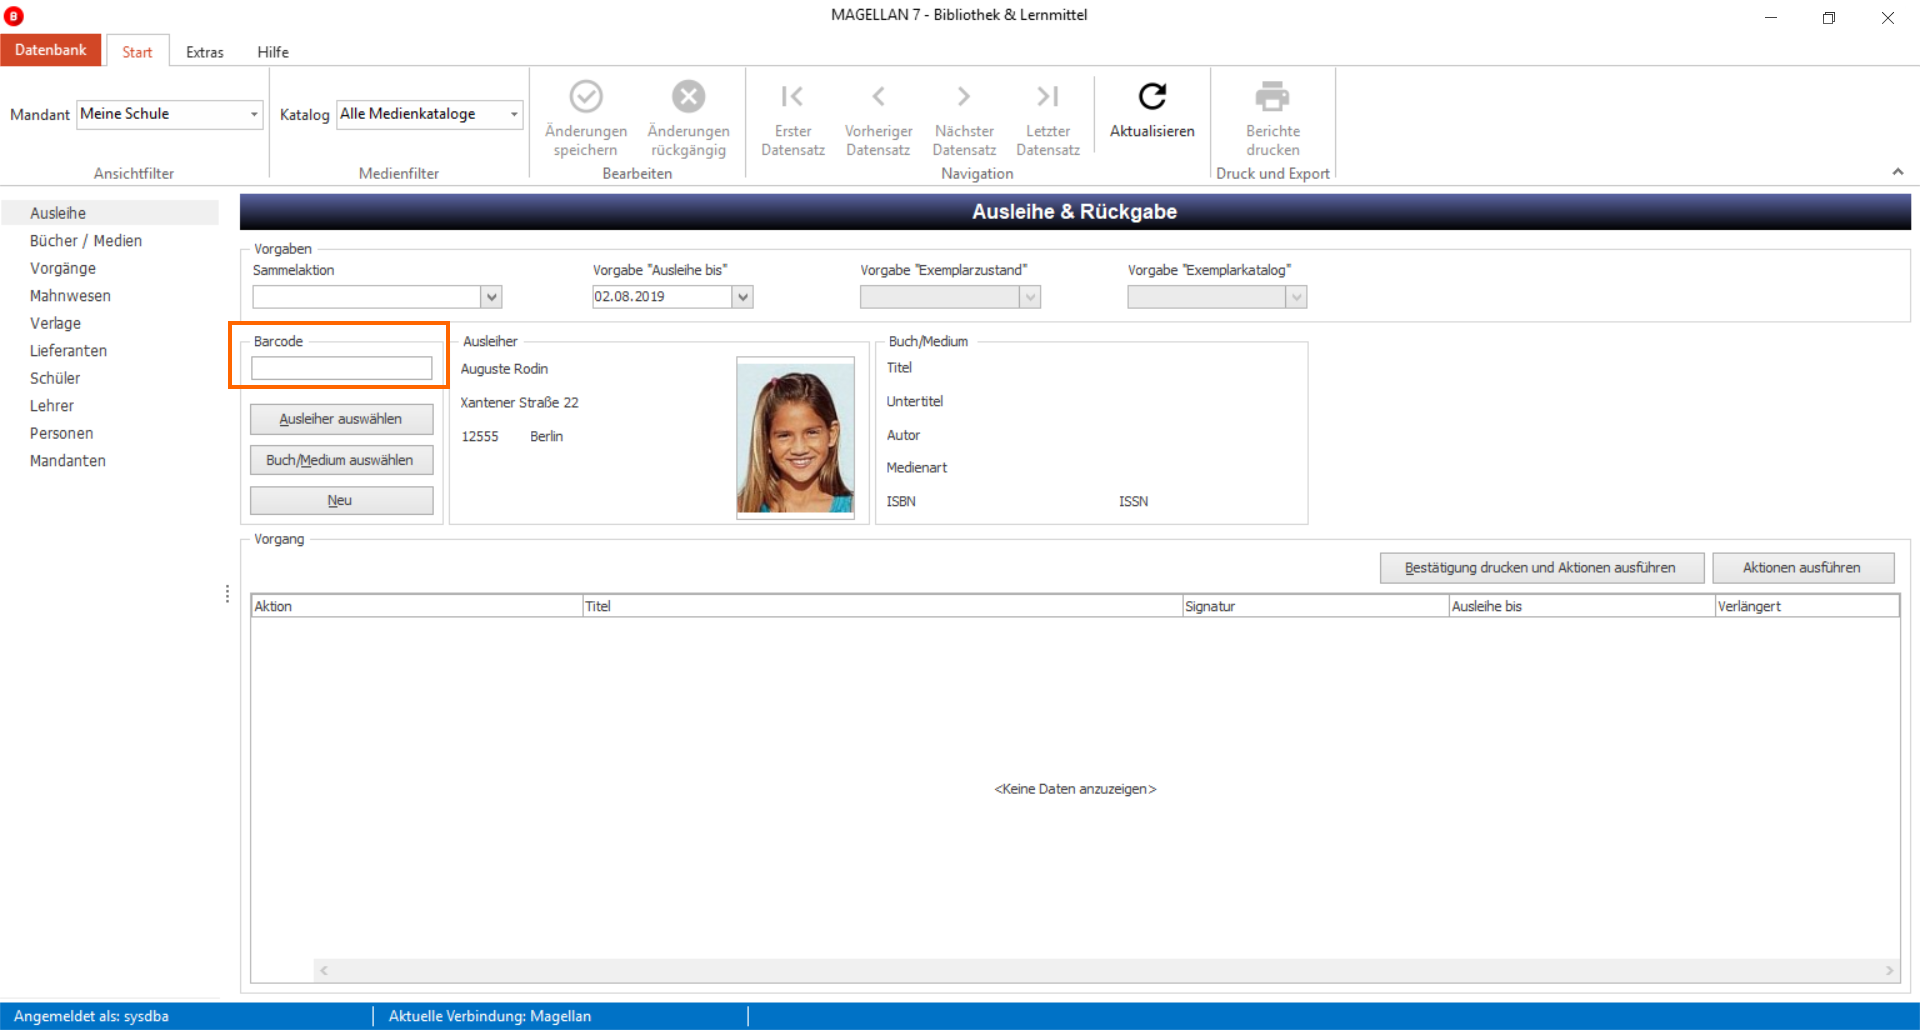 MAGELLAN 7 - Bibliothek & Lernmittel
Datenbank
Start
Extras
Hilfe
Mandant
Meine Schule
Ansichtfilter
Katalog
Alle Medienkataloge
Medienfilter
Änderungen
speichern
Änderungen
rückgängig
Bearbeiten
Erster
Datensatz
Vorheriger
Datensatz
Nächster
Datensatz
Letzter
Datensatz
Navigation
Aktualisieren
Berichte
drucken
Druck und Export
Ausleihe
Bücher / Medien
Vorgänge
Mahnwesen
Verlage
Lieferanten
Schüler
Lehrer
Personen
Mandanten
Ausleihe & Rückgabe
Vorgaben
Sammelaktion
Vorgabe "Ausleihe bis"
02.08.2019
Vorgabe "Exemplarzustand"
Vorgabe "Exemplarkatalog"
Barcode
Ausleiher auswählen
Buch/Medium auswählen
Neu
Ausleiher
Auguste Rodin
Xantener Straße 22
12555 Berlin
Buch/Medium
Titel
Untertitel
Autor
Medienart
ISBN ISSN
Vorgang
Bestätigung drucken und Aktionen ausführen
Aktionen ausführen
Aktion Titel Signatur Ausleihe bis Verlängert
<Keine Daten anzuzeigen>
Angemeldet als: sysdba
Aktuelle Verbindung: Magellan